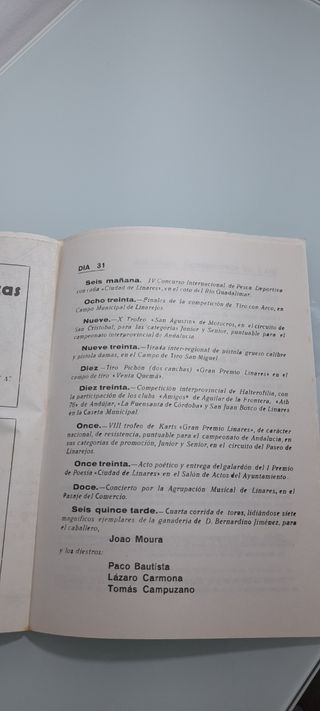 tas
4.ª
DIA 31
Seis mañana. IV Concurso Internacional de Pesca Deportiva
con caña «Ciudad de Linares», en el coto del Río Guadalimar.
Ocho treinta.—Finales de la competición de Tiro con Arco, en
Campo Municipal de Linarejos
Nueve.—X Trofeo «San Agustín» de Motocros, en el circuito de
San Cristobal, para las categorías Junior y Senior, puntuable para el
campeonato interprovincial de Andalucía
Nueve treinta.—Tirada inter-regional de pistola grueso calibre
y pistola damas, en el Campo de Tiro San Miguel.
Diez —Tiro Pichón (dos canchas) «Gran Premio Linares» en el
campo de tiro «Venta Quemá».
Diez treinta.—Competición interprovincial de Halterofilia, con
la participación de los clubs «Amigos» de Aguilar de la Frontera, «Atb
76» de Andújar, «La Fuensanta de Córdoba» y San Juan Bosco de Linares
en la Caseta Municipal.
Once.— VIII trofeo de Karts «Gran Premio Linares», de carácter
nacional, de resistencia, puntuable para el campeonato de Andalucía, en
sus categorías de promoción, Junior y Senior, en el circuito del Paseo de
Linarejos.
Once treinta.—Acto poético y entrega del galardón del I Premio
de Poesía «Ciudad de Linares» en el Salón de Actos del Ayuntamiento.
Doce.—Concierto por la Agrupación Musical de Linares, en el
Pasaje del Comercio.
Seis quince tarde.— Cuarta corrida de toros, lidiándose siete
magníficos ejemplares de la ganadería de D. Bernardino Jiménez, para
el caballero,
Joao Moura
y los diestros:
Paco Bautista
Lázaro Carmona
Tomás Campuzano